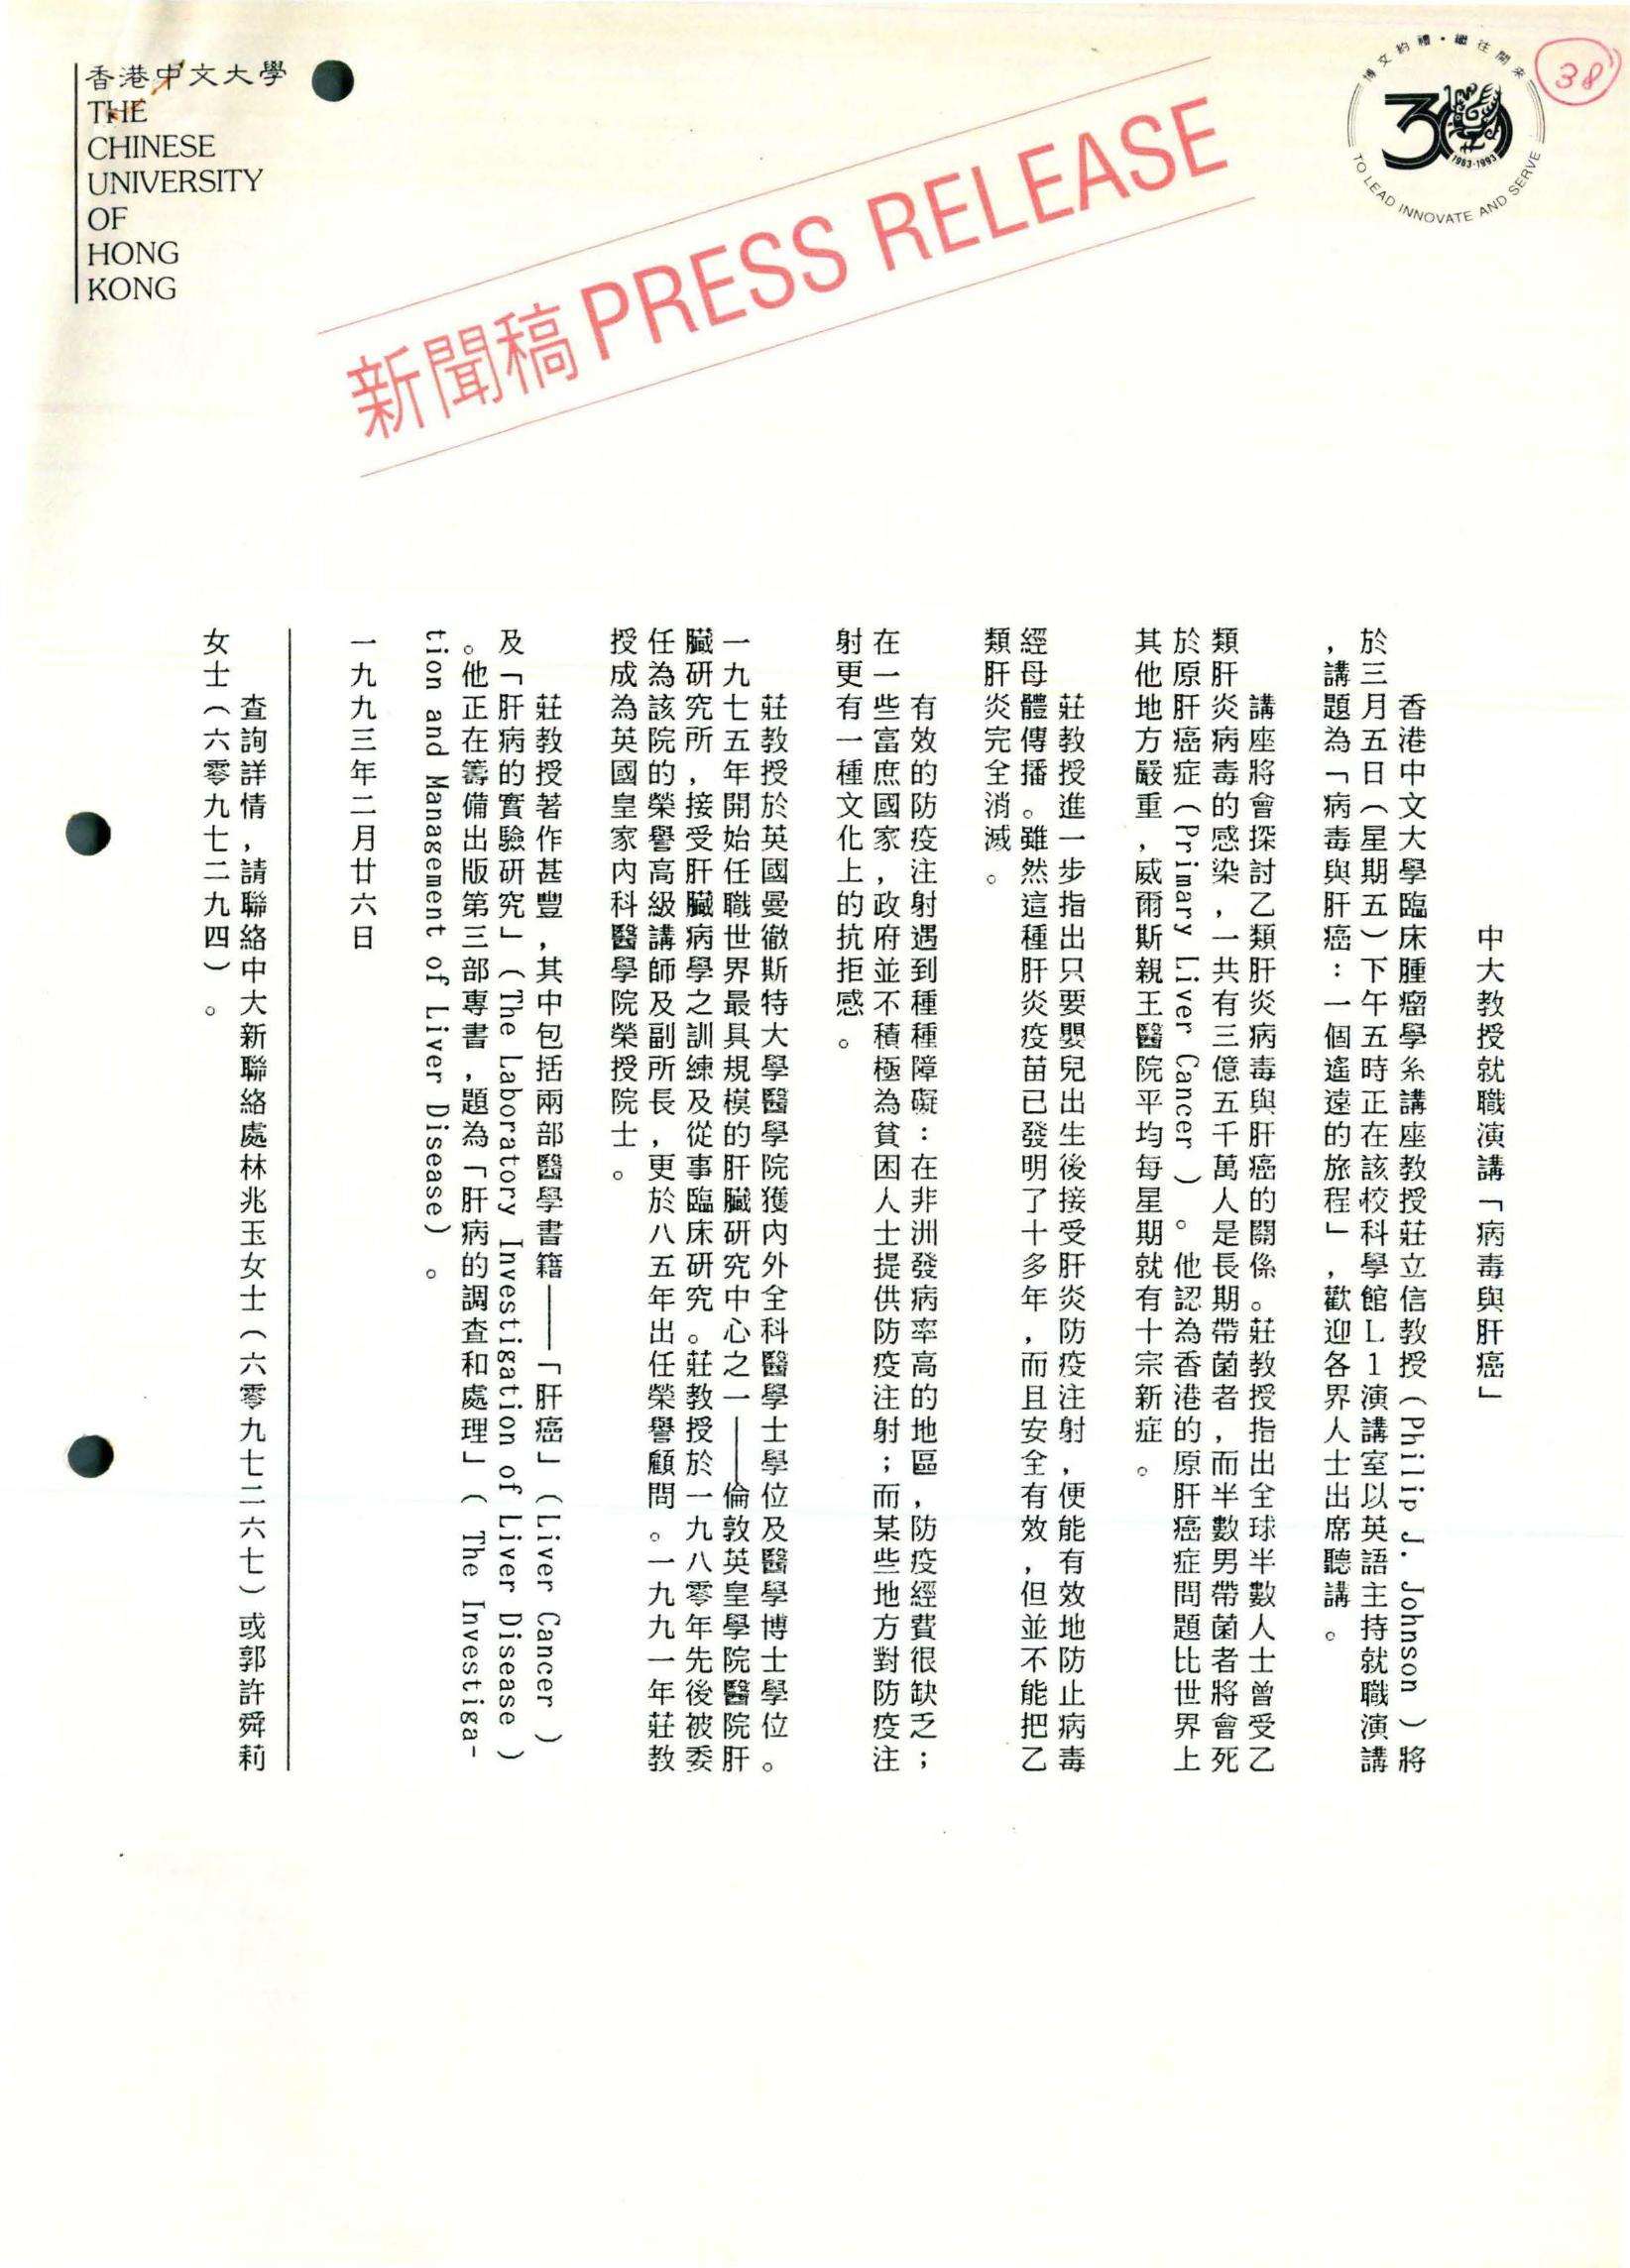 香港中文大學
THE
CHINESE
UNIVERSITY
OF
HONG
KONG
新聞稿 PRESS RELEASE
博文約禮・繼往開來
30
1963-1993
TO LEAD INNOVATE AND SERVE
38
中大教授就職演講「病毒與肝癌」
香港中文大學臨床腫瘤學系講座教授莊立信教授(Philip J. Johnson)將
於三月五日(星期五)下午五時正在該校科學館L1演講室以英語主持就職演講
,講題為「病毒與肝癌:一個遙遠的旅程」,歡迎各界人士出席聽講。
講座將會探討乙類肝炎病毒與肝癌的關係。莊教授指出全球半數人士曾受乙
類肝炎病毒的感染,一共有三億五千萬人是長期帶菌者,而半數男帶菌者將會死
於原肝癌症(Primary Liver Cancer)。他認為香港的原肝癌症問題比世界上
其他地方嚴重,威爾斯親王醫院平均每星期就有十宗新症。
莊教授進一步指出只要嬰兒出生後接受肝炎防疫注射,便能有效地防止病毒
經母體傳播。雖然這種肝炎疫苗已發明了十多年,而且安全有效,但並不能把乙
類肝炎完全消滅。
有效的防疫注射遇到種種障礙:在非洲發病率高的地區,防疫經費很缺乏;
在一些富庶國家,政府並不積極為貧困人士提供防疫注射;而某些地方對防疫注
射更有一種文化上的抗拒感。
莊教授於英國曼徹斯特大學醫學院獲內外全科醫學士學位及醫學博士學位。
一九七五年開始任職世界最具規模的肝臟研究中心之一——倫敦英皇學院醫院肝
臟研究所,接受肝臟病學之訓練及從事臨床研究。莊教授於一九八零年先後被委
任為該院的榮譽高級講師及副所長,更於八五年出任榮譽顧問。一九九一年莊教
授成為英國皇家內科醫學院榮授院士。
莊教授著作甚豐,其中包括兩部醫學書籍——「肝癌」(Liver Cancer)
及「肝病的實驗研究」(The Laboratory Investigation of Liver Disease)
。他正在籌備出版第三部專書,題為「肝病的調查和處理」(The Investiga-
tion and Management of Liver Disease)。
一九九三年二月廿六日
查詢詳情,請聯絡中大新聯絡處林兆玉女士(六零九七二六七)或郭許舜莉
女士(六零九七二九四)。